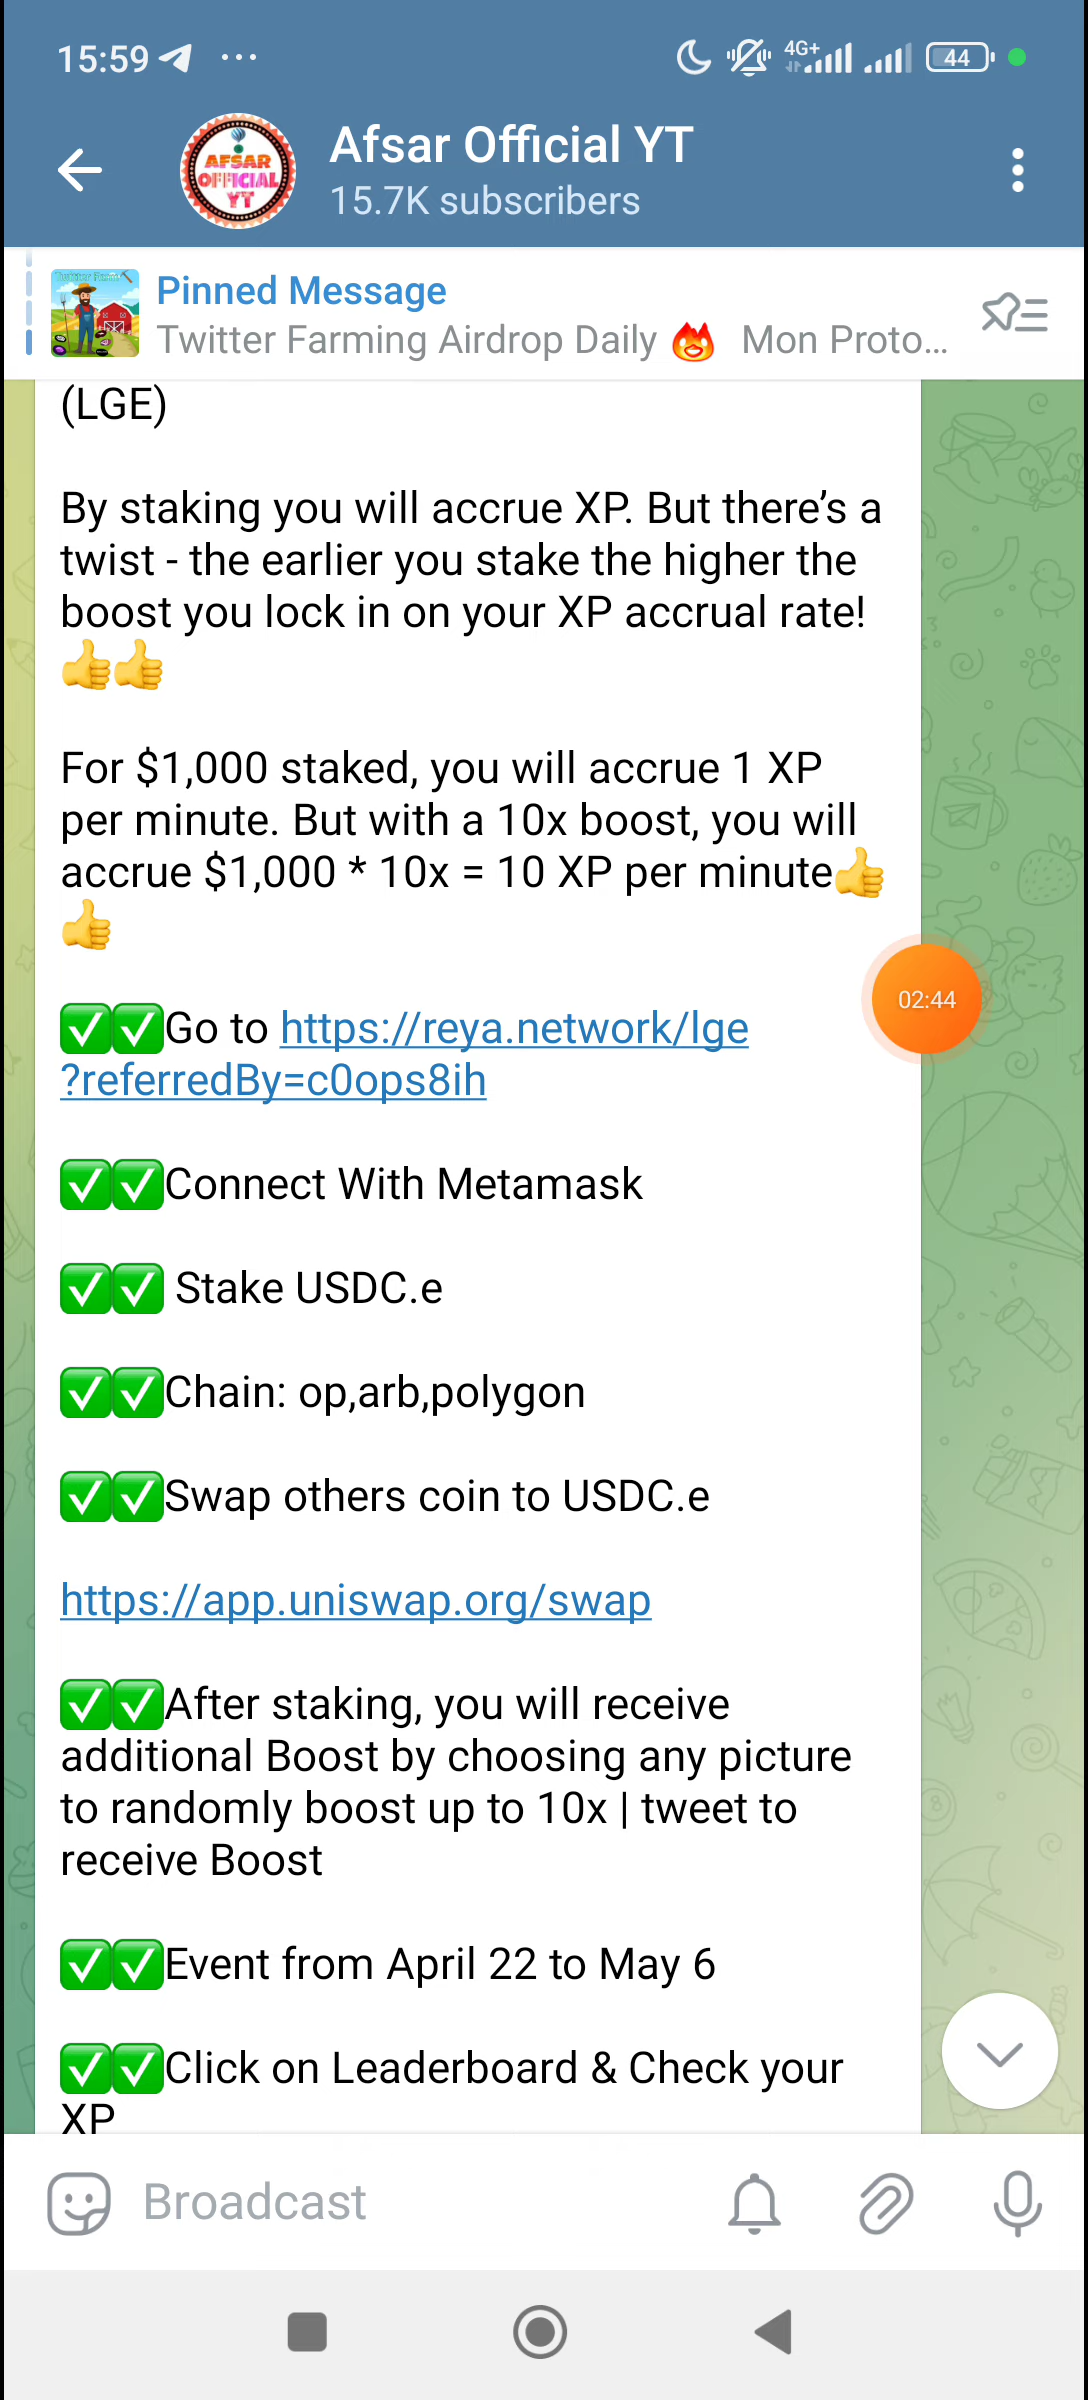 15:59
4G+
44
AFSAR
OFFICIAL
YT
Afsar Official YT
15.7K subscribers
Twitter Farm
Pinned Message
Twitter Farming Airdrop Daily 🔥 Mon Proto...
(LGE)
By staking you will accrue XP. But there's a
twist - the earlier you stake the higher the
boost you lock in on your XP accrual rate!
👍👍
For $1,000 staked, you will accrue 1 XP
per minute. But with a 10x boost, you will
accrue $1,000 * 10x = 10 XP per minute👍
👍
02:44
✅✅Go to https://reya.network/lge
?referredBy=c0ops8ih
✅✅Connect With Metamask
✅✅ Stake USDC.e
✅✅Chain: op,arb,polygon
✅✅Swap others coin to USDC.e
https://app.uniswap.org/swap
✅✅After staking, you will receive
additional Boost by choosing any picture
to randomly boost up to 10x | tweet to
receive Boost
✅✅Event from April 22 to May 6
✅✅Click on Leaderboard & Check your
XP
Broadcast